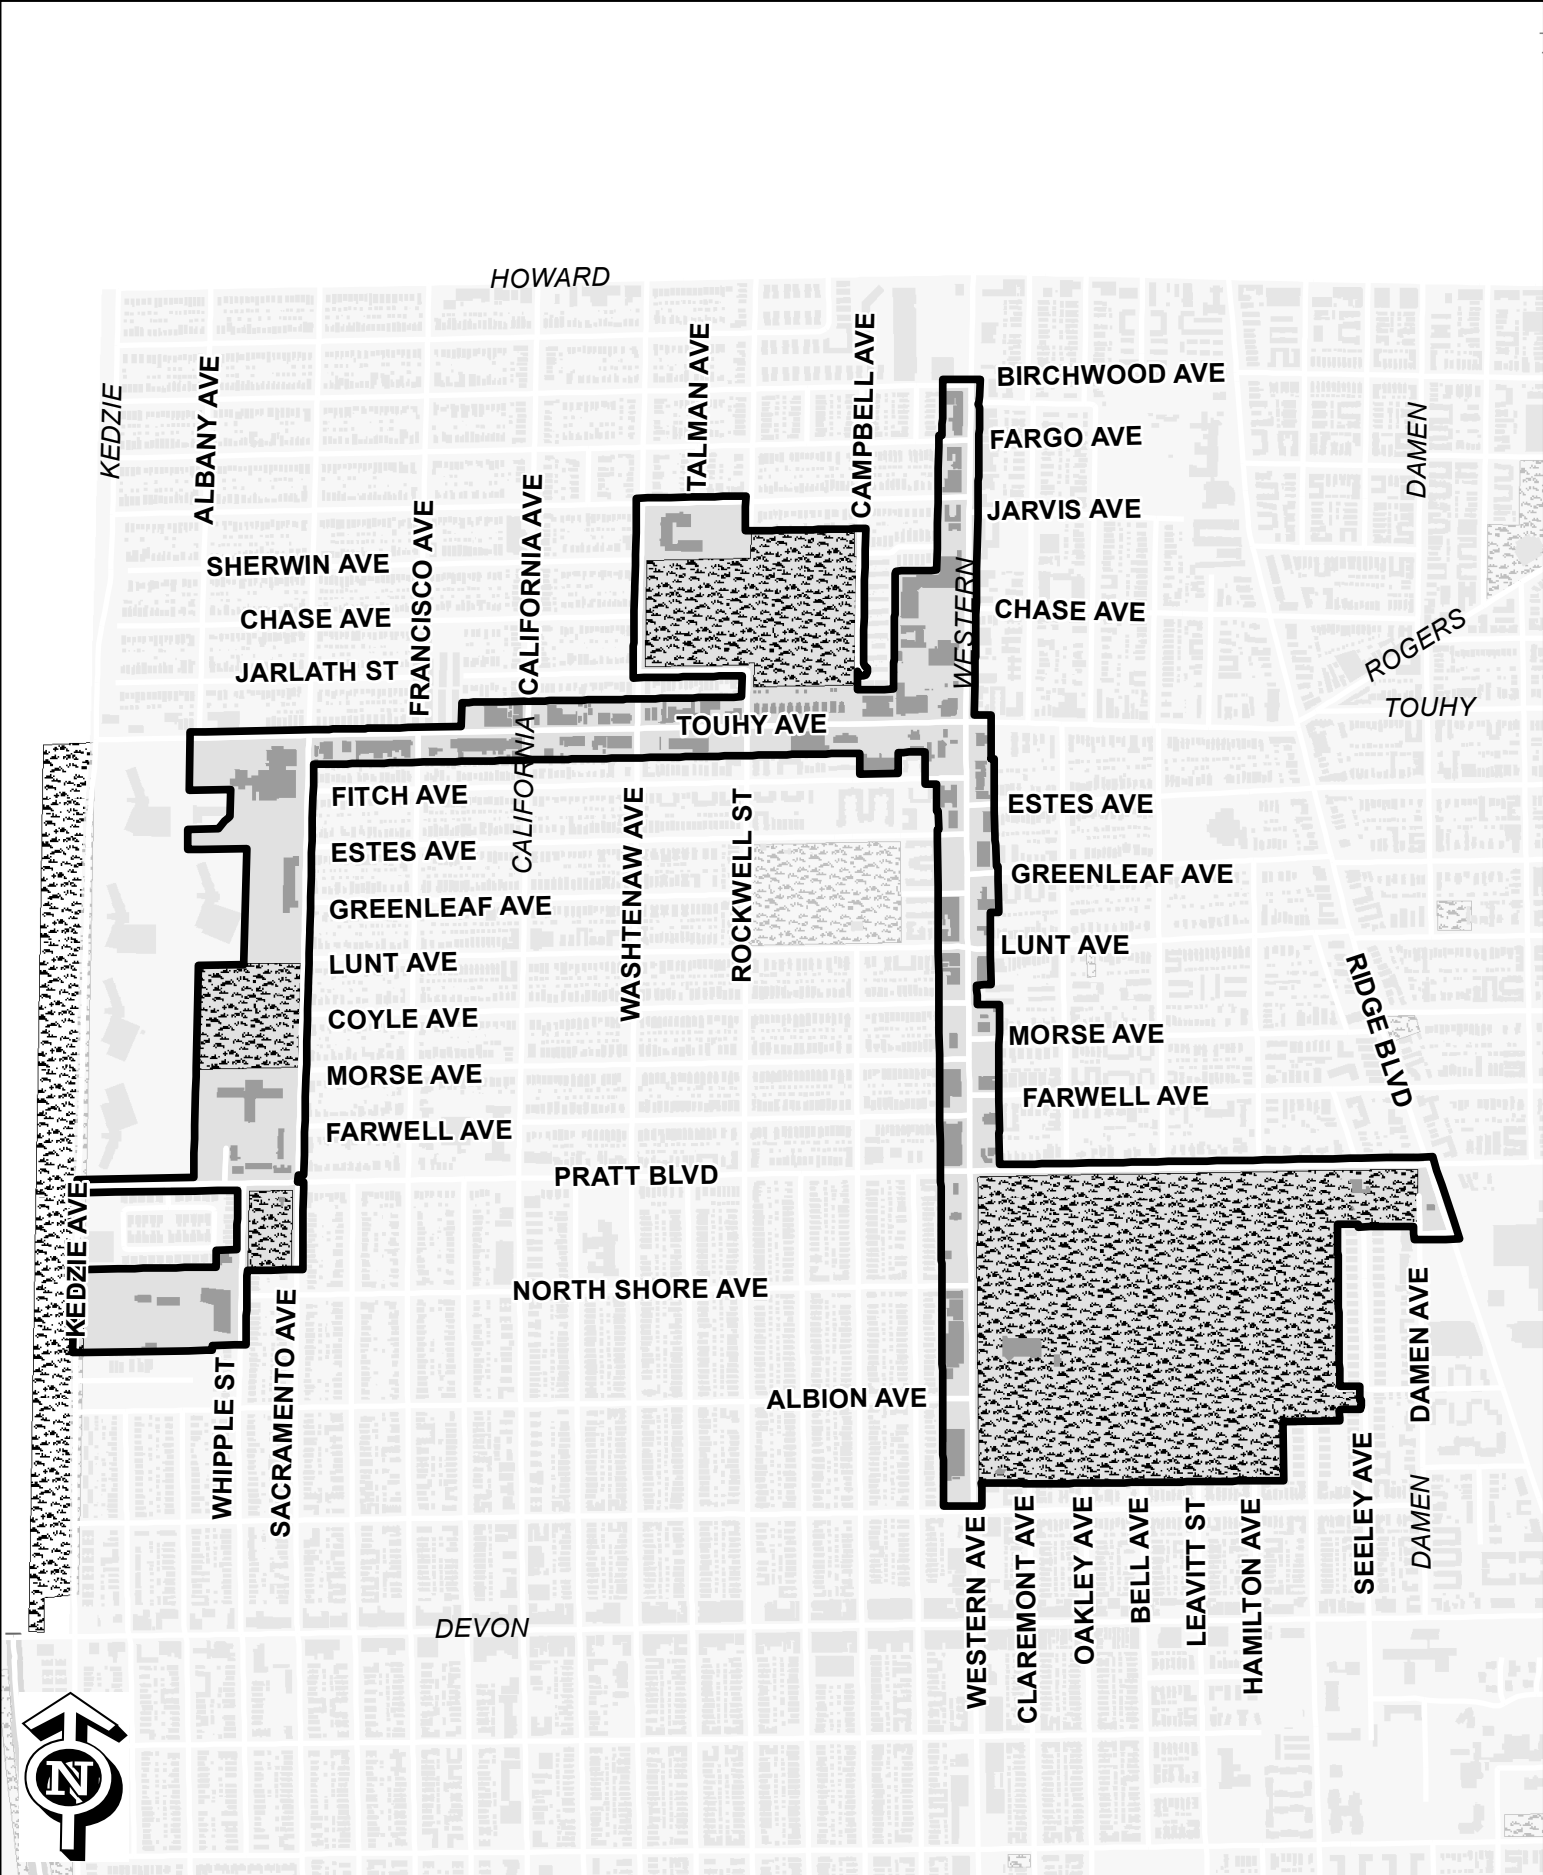 HOWARD
KEDZIE
ALBANY AVE
TALMAN AVE
CAMPBELL AVE
BIRCHWOOD AVE
FARGO AVE
DAMEN
JARVIS AVE
FRANCISCO AVE
CALIFORNIA AVE
SHERWIN AVE
CHASE AVE
JARLATH ST
WESTERN
CHASE AVE
ROGERS
TOUHY
TOUHY AVE
CALIFORNIA
FITCH AVE
ESTES AVE
GREENLEAF AVE
LUNT AVE
COYLE AVE
MORSE AVE
FARWELL AVE
WASHTENAW AVE
ROCKWELL ST
ESTES AVE
GREENLEAF AVE
LUNT AVE
MORSE AVE
FARWELL AVE
RIDGE BLVD
PRATT BLVD
KEDZIE AVE
NORTH SHORE AVE
ALBION AVE
WHIPPLE ST
SACRAMENTO AVE
DAMEN AVE
SEELEY AVE
DAMEN
WESTERN AVE
CLAREMONT AVE
OAKLEY AVE
BELL AVE
LEAVITT ST
HAMILTON AVE
DEVON
N